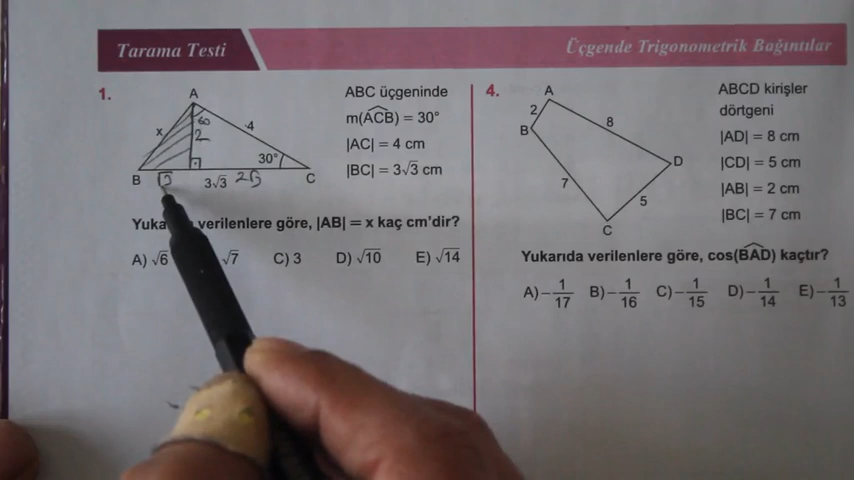 Tarama Testi
Üçgende Trigonometrik Bağıntılar
1.
A
x
60
2
4
30°
B
√3
3√3
2√3
C
ABC üçgeninde
m(ACB) = 30°
|AC| = 4 cm
|BC| = 3√3 cm
verilenlere göre, |AB| = x kaç cm'dir?
A) √6
√7
C) 3
D) √10
E) √14
4.
A
2
8
B
D
7
5
C
ABCD kirişler
dörtgeni
|AD| = 8 cm
|CD| = 5 cm
|AB| = 2 cm
|BC| = 7 cm
Yukarıda verilenlere göre, cos(BAD) kaçtır?
A) -1/17 B) -1/16 C) -1/15 D) -1/14 E) -1/13